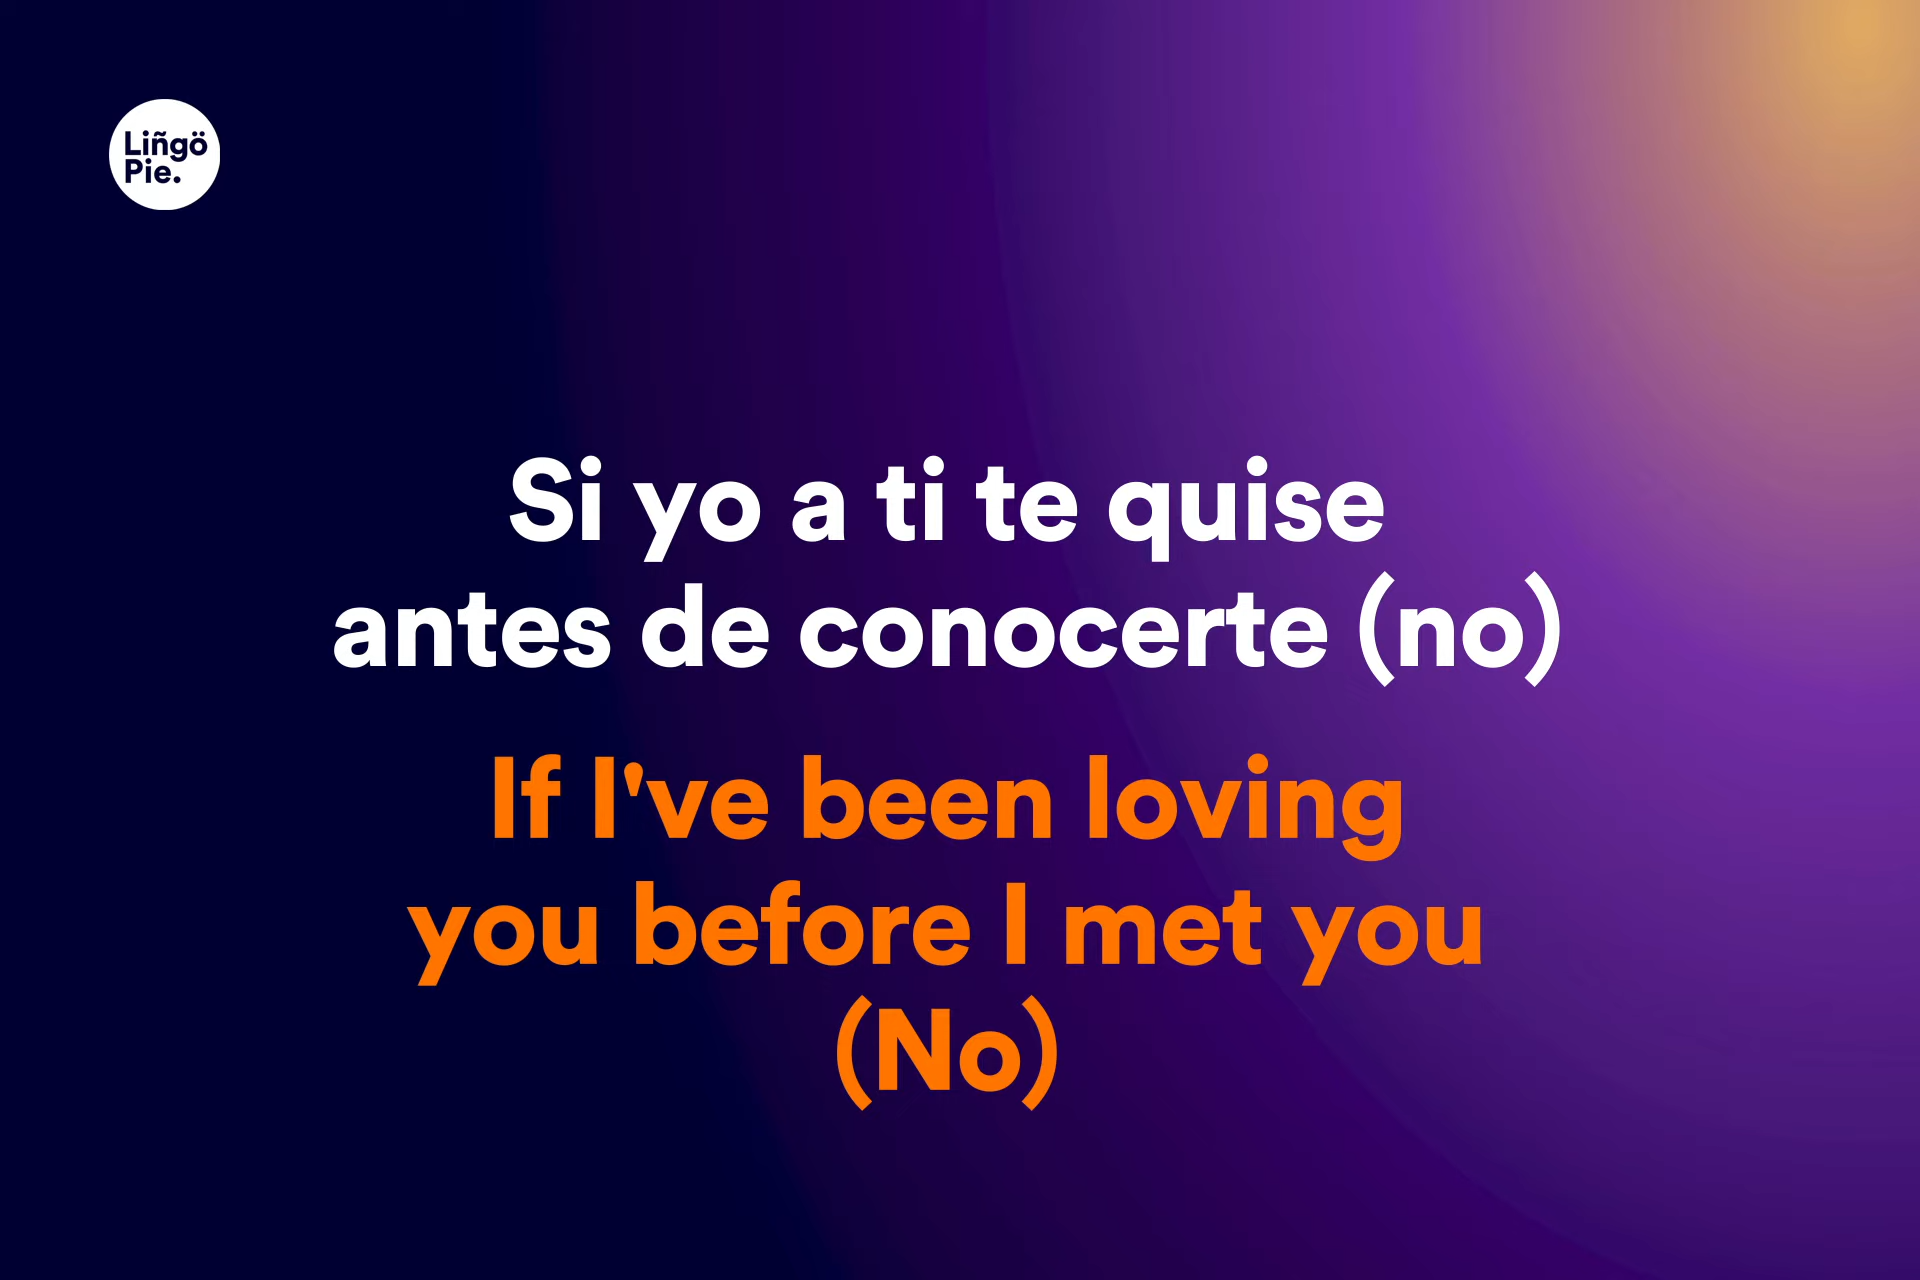 Liñgö
Pie.
Si yo a ti te quise
antes de conocerte (no)
If I've been loving
you before I met you
(No)